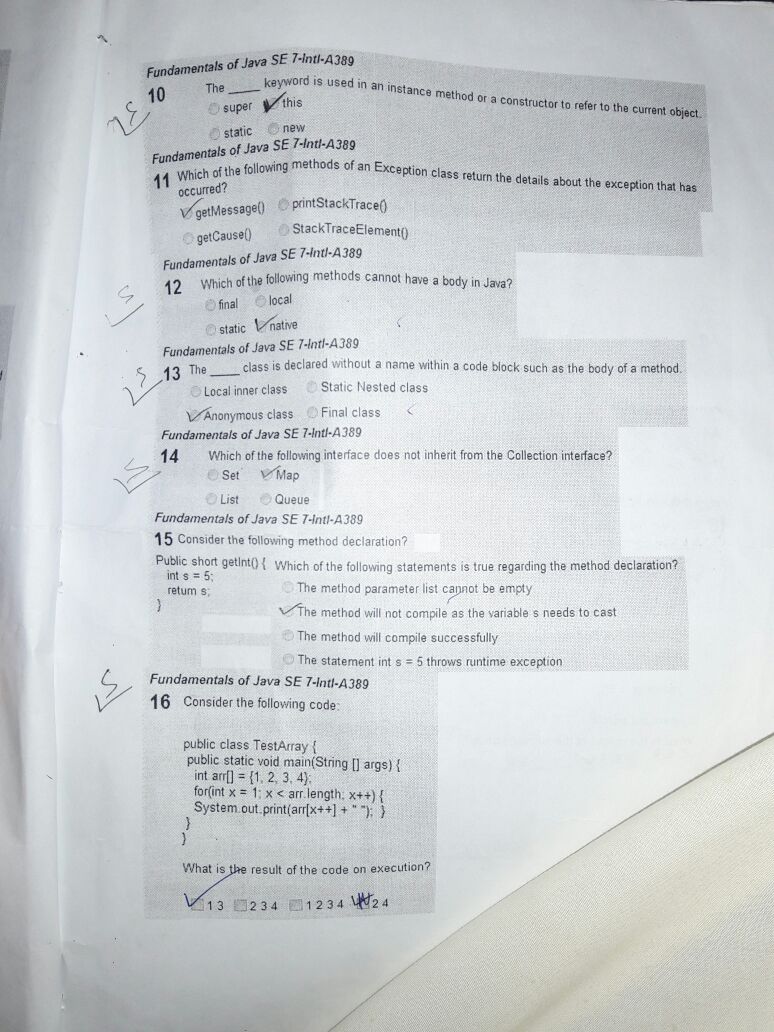 Fundamentals of Java SE 7-Intl-A389
10 The _____ keyword is used in an instance method or a constructor to refer to the current object.
super this
static new
Fundamentals of Java SE 7-Intl-A389
11 Which of the following methods of an Exception class return the details about the exception that has
occurred?
getMessage() printStackTrace()
getCause() StackTraceElement()
Fundamentals of Java SE 7-Intl-A389
12 Which of the following methods cannot have a body in Java?
final local
static native
Fundamentals of Java SE 7-Intl-A389
13 The _____ class is declared without a name within a code block such as the body of a method.
Local inner class Static Nested class
Anonymous class Final class
Fundamentals of Java SE 7-Intl-A389
14 Which of the following interface does not inherit from the Collection interface?
Set Map
List Queue
Fundamentals of Java SE 7-Intl-A389
15 Consider the following method declaration?
Public short getInt() { Which of the following statements is true regarding the method declaration?
int s = 5;
return s;
}
The method parameter list cannot be empty
The method will not compile as the variable s needs to cast
The method will compile successfully
The statement int s = 5 throws runtime exception
Fundamentals of Java SE 7-Intl-A389
16 Consider the following code:
public class TestArray {
public static void main(String [] args) {
int arr[] = {1, 2, 3, 4};
for(int x = 1; x < arr.length; x++) {
System.out.print(arr[x++] + " "); }
}
}
What is the result of the code on execution?
1 3 2 3 4 1 2 3 4 2 4